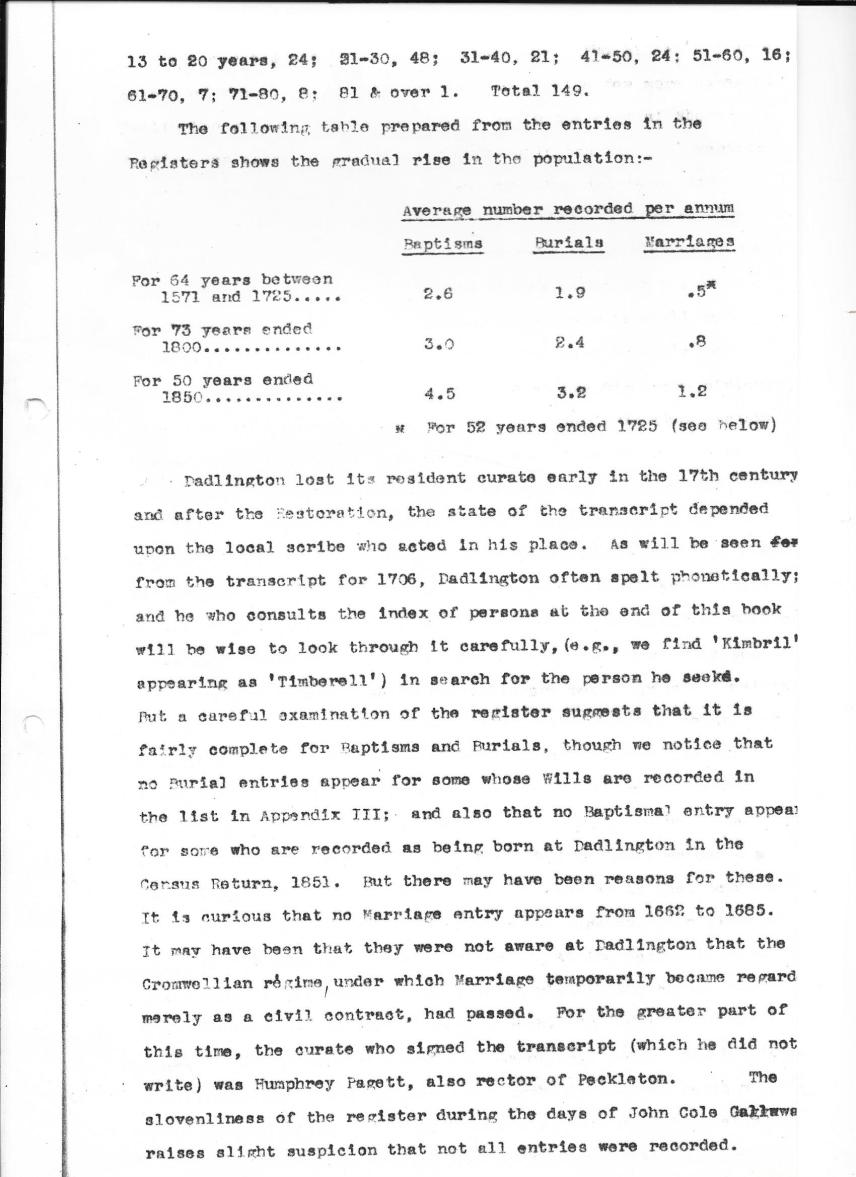 13 to 20 years, 24; 21-30, 48; 31-40, 21; 41-50, 24: 51-60, 16;
61-70, 7; 71-80, 8; 81 & over 1. Total 149.
The following table prepared from the entries in the
Registers shows the gradual rise in the population:-
Average number recorded per annum
Baptisms Burials Marriages
For 64 years between
1571 and 1725..... 2.6 1.9 .5*
For 73 years ended
1800.............. 3.0 2.4 .8
For 50 years ended
1850.............. 4.5 3.2 1.2
* For 52 years ended 1725 (see below)
Dadlington lost its resident curate early in the 17th century
and after the Restoration, the state of the transcript depended
upon the local scribe who acted in his place. As will be seen for
from the transcript for 1706, Dadlington often spelt phonetically;
and he who consults the index of persons at the end of this book
will be wise to look through it carefully, (e.g., we find 'Kimbril'
appearing as 'Timberell') in search for the person he seeks.
But a careful examination of the register suggests that it is
fairly complete for Baptisms and Burials, though we notice that
no Burial entries appear for some whose Wills are recorded in
the list in Appendix III; and also that no Baptismal entry appea
for some who are recorded as being born at Dadlington in the
Census Return, 1851. But there may have been reasons for these.
It is curious that no Marriage entry appears from 1662 to 1685.
It may have been that they were not aware at Dadlington that the
Cromwellian régime, under which Marriage temporarily became regard
merely as a civil contract, had passed. For the greater part of
this time, the curate who signed the transcript (which he did not
write) was Humphrey Pagett, also rector of Peckleton. The
slovenliness of the register during the days of John Cole
raises slight suspicion that not all entries were recorded.